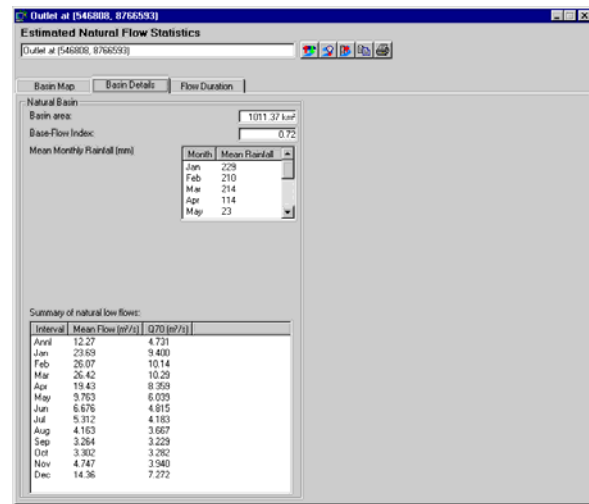 Outlet at (546808, 8766593)
Estimated Natural Flow Statistics
Outlet at (546808, 8766593)
Basin Map Basin Details Flow Duration
Natural Basin
Basin area: 1011.37 km²
Base-Flow Index: 0.72
Mean Monthly Rainfall (mm)
Month Mean Rainfall
Jan 229
Feb 210
Mar 214
Apr 114
May 23
Summary of natural low flows:
Interval Mean Flow (m³/s) Q70 (m³/s)
Annl 12.27 4.731
Jan 23.69 9.400
Feb 26.07 10.14
Mar 26.42 10.29
Apr 19.43 8.359
May 9.763 6.039
Jun 6.676 4.815
Jul 5.312 4.183
Aug 4.163 3.667
Sep 3.264 3.229
Oct 3.302 3.282
Nov 4.747 3.940
Dec 14.36 7.272